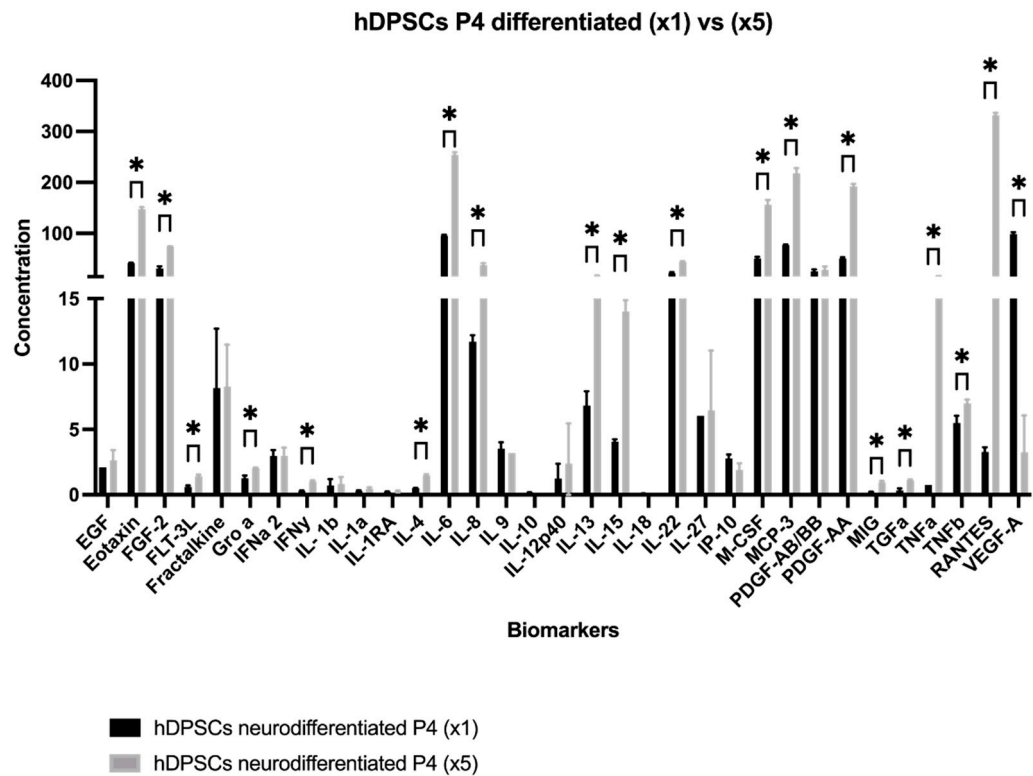 hDPSCs P4 differentiated (x1) vs (x5)
400
300
200
100
15
10
5
0
Concentration
* * * * * * * * * * * * * * * * * * * * *
EGF
Eotaxin
FGF-2
FLT-3L
Fractalkine
Gro a
IFNa 2
IFNy
IL- 1b
IL-1a
IL-1RA
IL-4
IL-6
IL-8
IL 9
IL-10
IL-12p40
IL-13
IL-15
IL-18
IL-22
IL-27
IP-10
M-CSF
MCP-3
PDGF-AB/BB
PDGF-AA
MIG
TGFa
TNFa
TNFb
RANTES
VEGF-A
Biomarkers
hDPSCs neurodifferentiated P4 (x1)
hDPSCs neurodifferentiated P4 (x5)